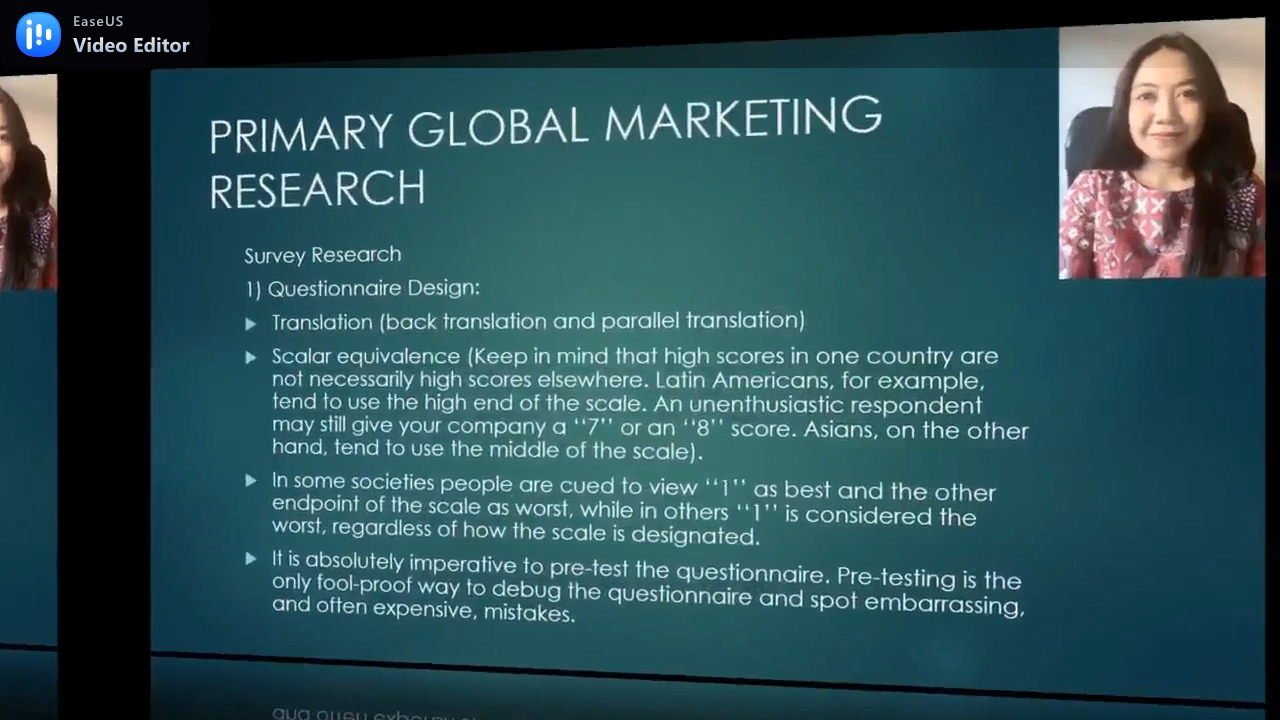 EaseUS
Video Editor
PRIMARY GLOBAL MARKETING
RESEARCH
Survey Research
1) Questionnaire Design:
Translation (back translation and parallel translation)
Scalar equivalence (Keep in mind that high scores in one country are
not necessarily high scores elsewhere. Latin Americans, for example,
tend to use the high end of the scale. An unenthusiastic respondent
may still give your company a ‘‘7’’ or an ‘‘8’’ score. Asians, on the other
hand, tend to use the middle of the scale).
In some societies people are cued to view ‘‘1’’ as best and the other
endpoint of the scale as worst, while in others ‘‘1’’ is considered the
worst, regardless of how the scale is designated.
It is absolutely imperative to pre-test the questionnaire. Pre-testing is the
only fool-proof way to debug the questionnaire and spot embarrassing,
and often expensive, mistakes.